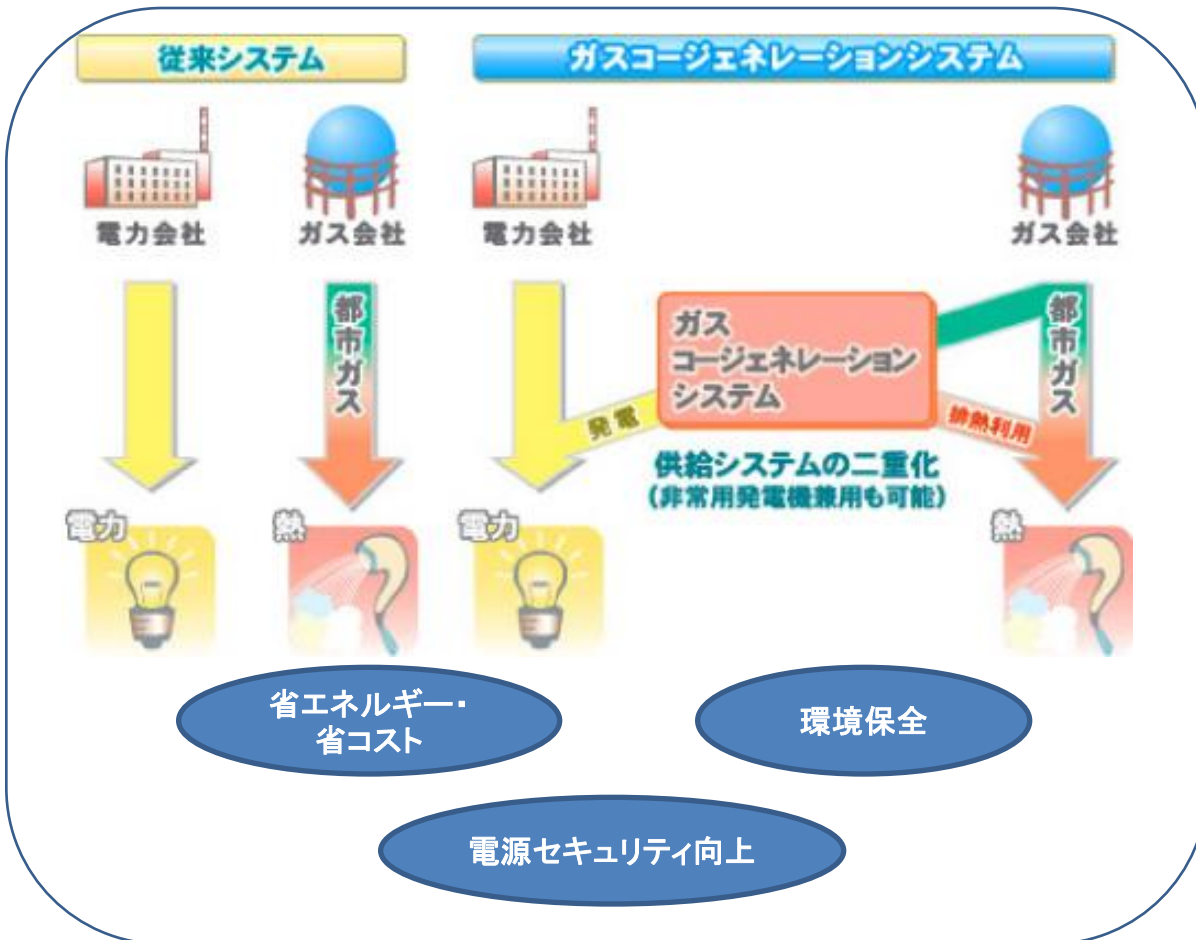 従来システム
ガスコージェネレーションシステム
電力会社
ガス会社
電力会社
ガス会社
都市ガス
ガス
コージェネレーション
システム
都市ガス
発電
排熱利用
供給システムの二重化
(非常用発電機兼用も可能)
電力
熱
電力
熱
省エネルギー・
省コスト
環境保全
電源セキュリティ向上